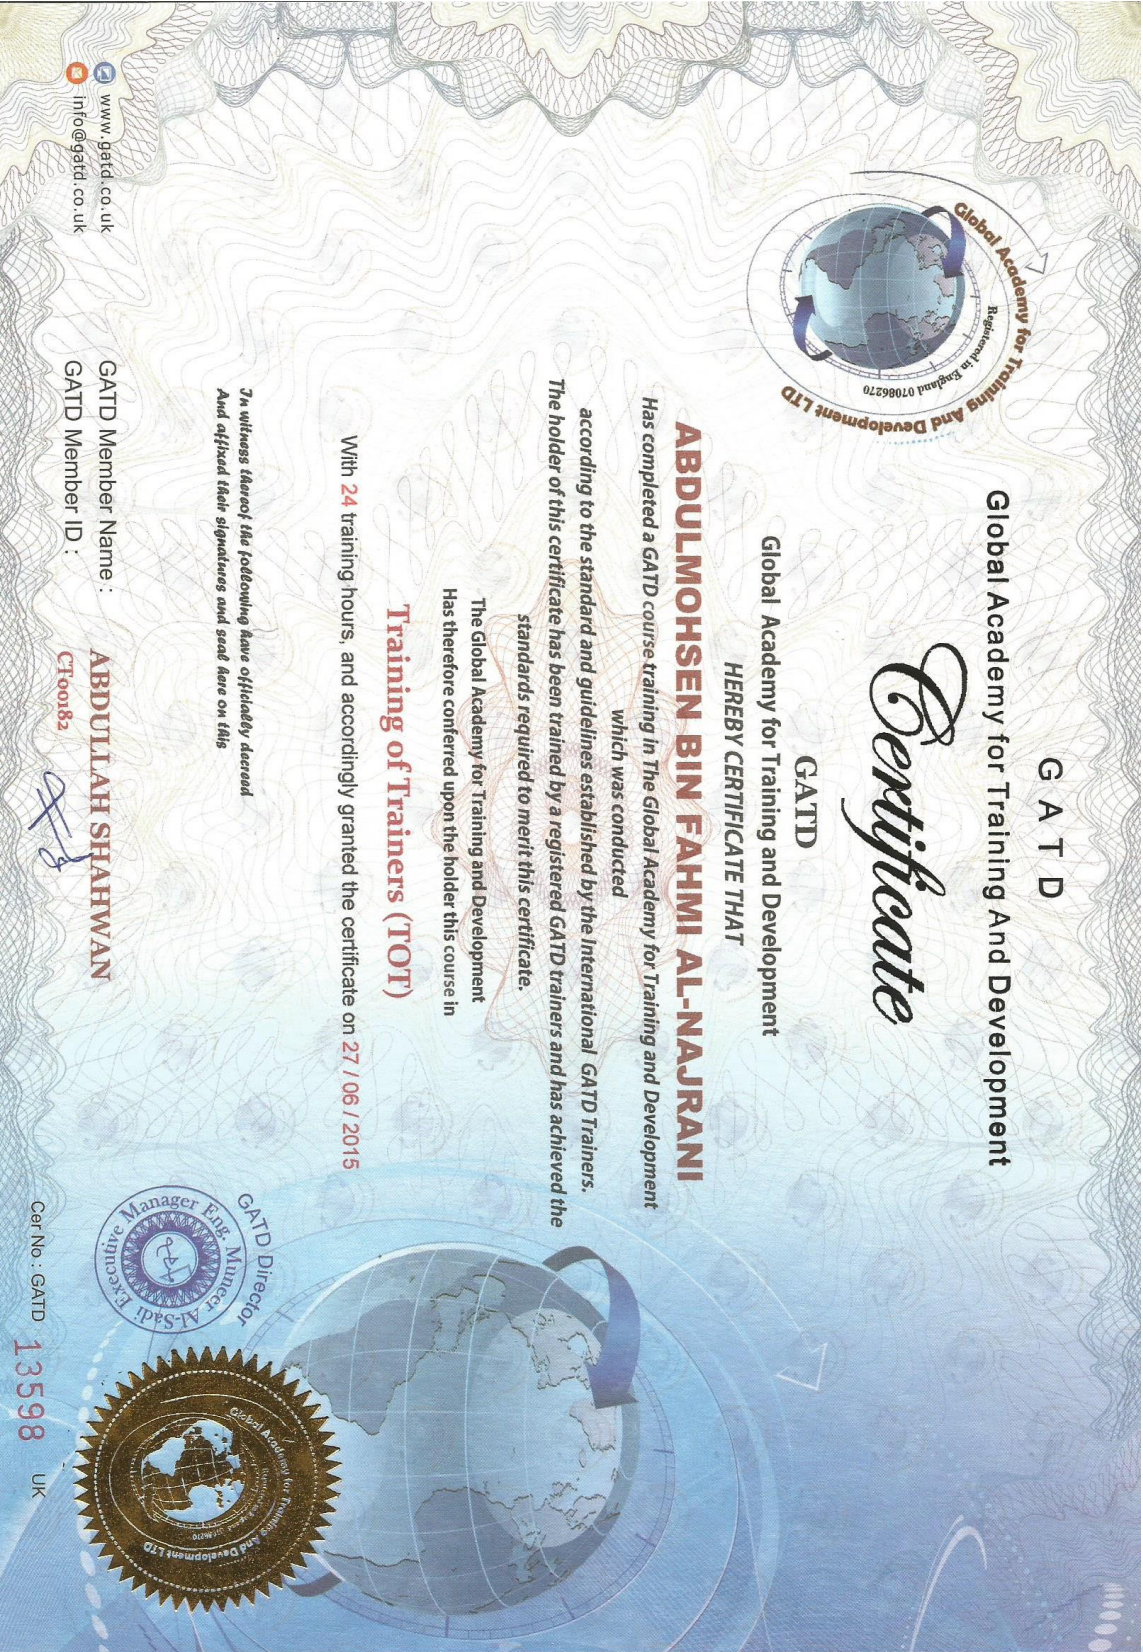 G A T D
Global Academy for Training And Development
Certificate
Global Academy for Training And Development LTD
Registered in England 07086270
GATD
Global Academy for Training and Development
HEREBY CERTIFICATE THAT
ABDULMOHSEN BIN FAHMI AL-NAJRANI
Has completed a GATD course training in The Global Academy for Training and Development
which was conducted
according to the standard and guidelines established by the International GATD Trainers.
The holder of this certificate has been trained by a registered GATD trainers and has achieved the
standards required to merit this certificate.
The Global Academy for Training and Development
Has therefore conferred upon the holder this course in
Training of Trainers (TOT)
With 24 training hours, and accordingly granted the certificate on 27 / 06 / 2015
In witness thereof the following have officially decreed
And affixed their signatures and seal here on this
GATD Director
Executive Manager Eng. Muneer Al-Sadi
GATD Member Name : ABDULLAH SHAHWAN
GATD Member ID : CT00182
www.gatd.co.uk
info@gatd.co.uk
Global Academy for Training And Development LTD
Cer No : GATD 13598 UK